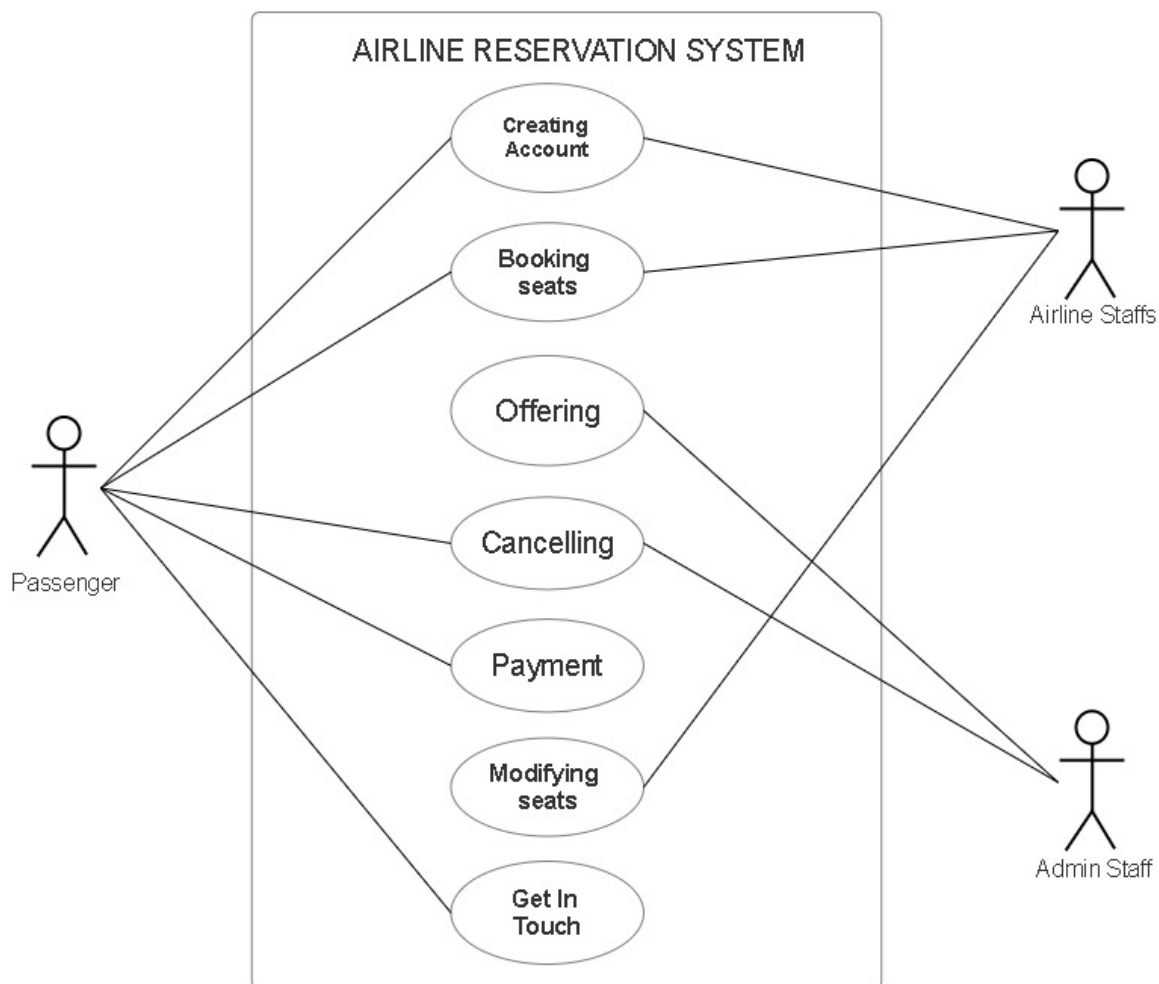 AIRLINE RESERVATION SYSTEM
Creating
Account
Booking
seats
Airline Staffs
Offering
Cancelling
Passenger
Payment
Modifying
seats
Admin Staff
Get In
Touch